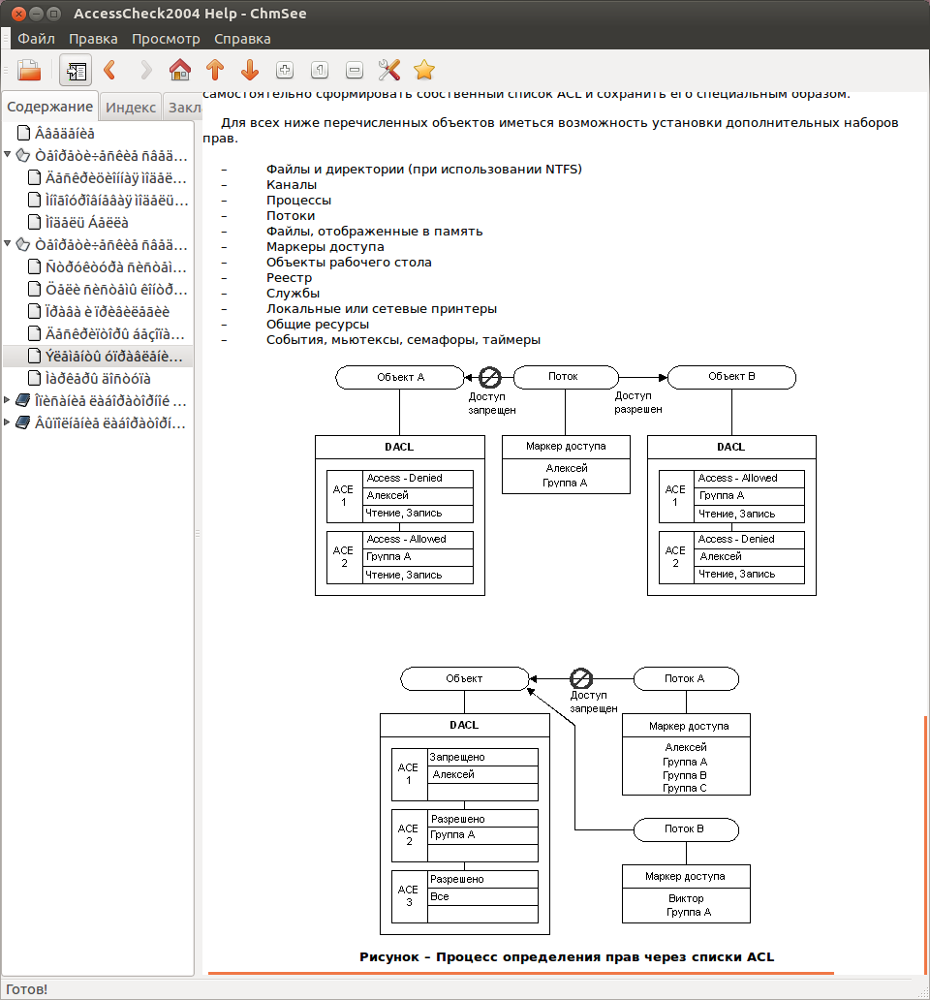 AccessCheck2004 Help - ChmSee
Файл Правка Просмотр Справка
Содержание Индекс Закл
Ââåäåíèå
Òåîðåòè÷åñêèå ñâåä...
Äèñêðåöèîííàÿ ìîäåë...
Ìíîãîóðîâíåâàÿ ìîäåëü...
Ìîäåëü Áåëëà
Òåîðåòè÷åñêèå ñâåä...
Ñòðóêòóðà ñèñòåì...
Öåëè ñèñòåìû êîíòð...
Ïðàâà è ïðèâèëåãèè
Äåñêðèïòîðû áåçîïà...
Ýëåìåíòû óïðàâëåíè...
Ìàðêåðû äîñòóïà
Îïèñàíèå ëàáîðàòîðíîé ...
Âûïîëíåíèå ëàáîðàòîðí...
самостоятельно сформировать собственный список ACL и сохранить его специальным образом.
Для всех ниже перечисленных объектов иметься возможность установки дополнительных наборов
прав.
– Файлы и директории (при использовании NTFS)
– Каналы
– Процессы
– Потоки
– Файлы, отображенные в память
– Маркеры доступа
– Объекты рабочего стола
– Реестр
– Службы
– Локальные или сетевые принтеры
– Общие ресурсы
– События, мьютексы, семафоры, таймеры
Объект A
Поток
Объект B
Доступ
запрещен
Доступ
разрешен
DACL
ACE
1
Access - Denied
Алексей
Чтение, Запись
ACE
2
Access - Allowed
Группа A
Чтение, Запись
Маркер доступа
Алексей
Группа A
DACL
ACE
1
Access - Allowed
Группа A
Чтение, Запись
ACE
2
Access - Denied
Алексей
Чтение, Запись
Объект
Поток A
Доступ
запрещен
DACL
ACE
1
Запрещено
Алексей
ACE
2
Разрешено
Группа A
ACE
3
Разрешено
Все
Маркер доступа
Алексей
Группа A
Группа B
Группа C
Поток B
Маркер доступа
Виктор
Группа A
Рисунок – Процесс определения прав через списки ACL
Готов!